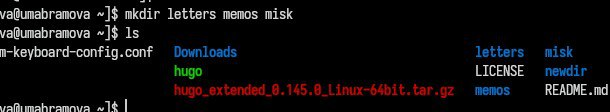 va@umabramova ~]$ mkdir letters memos misk
va@umabramova ~]$ ls
m-keyboard-config.conf Downloads letters misk
hugo LICENSE newdir
hugo_extended_0.145.0_Linux-64bit.tar.gz memos README.md
va@umabramova ~]$